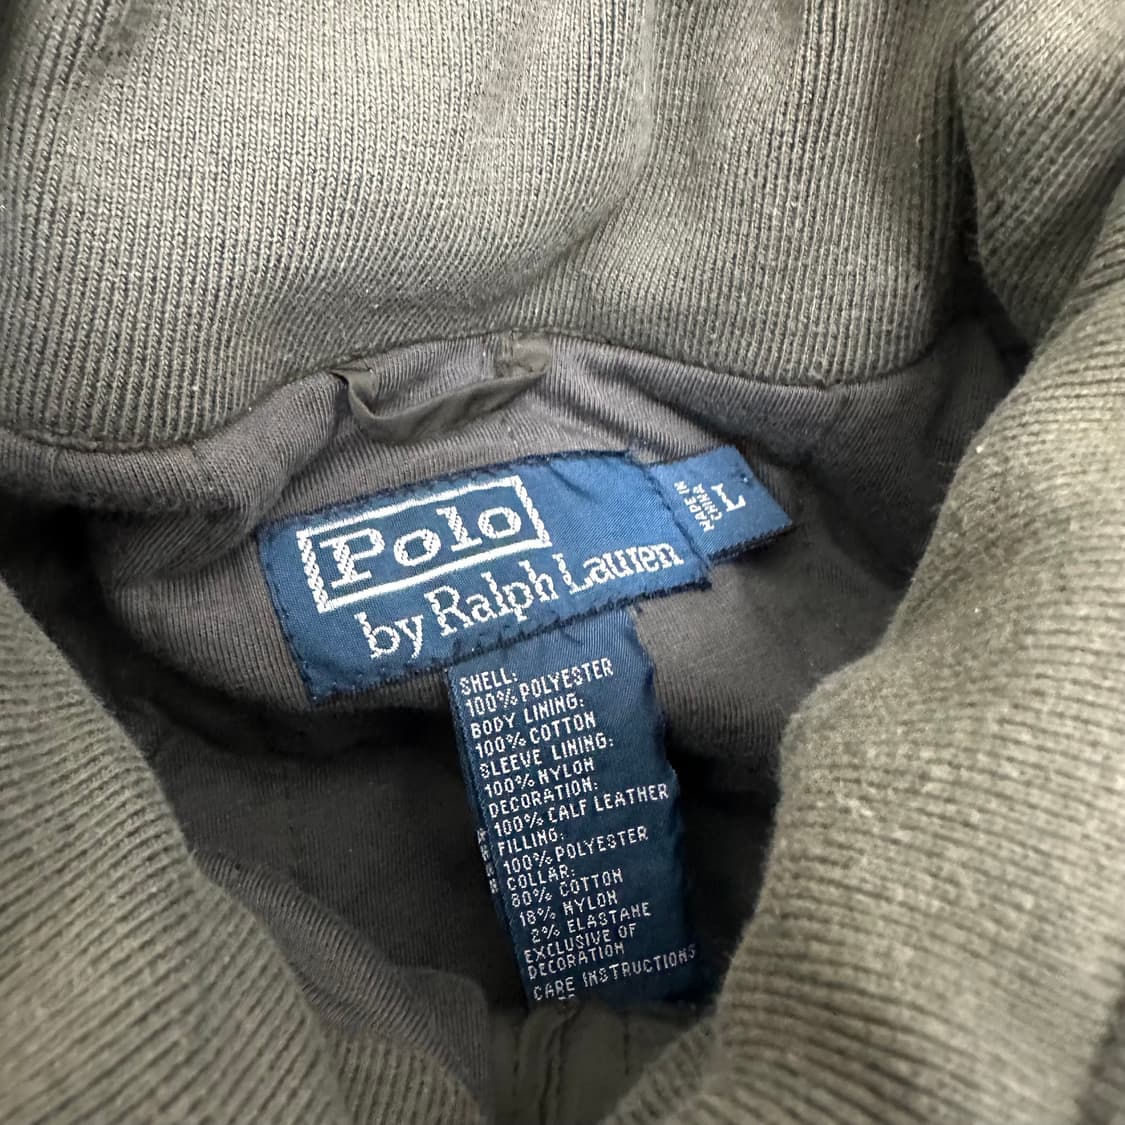 Polo
by Ralph Lauren
L
MADE IN
CHINA
SHELL:
100% POLYESTER
BODY LINING:
100% COTTON
SLEEVE LINING:
100% NYLON
DECORATION:
100% CALF LEATHER
FILLING:
100% POLYESTER
COLLAR:
80% COTTON
18% NYLON
2% ELASTANE
EXCLUSIVE OF
DECORATION
CARE INSTRUCTIONS